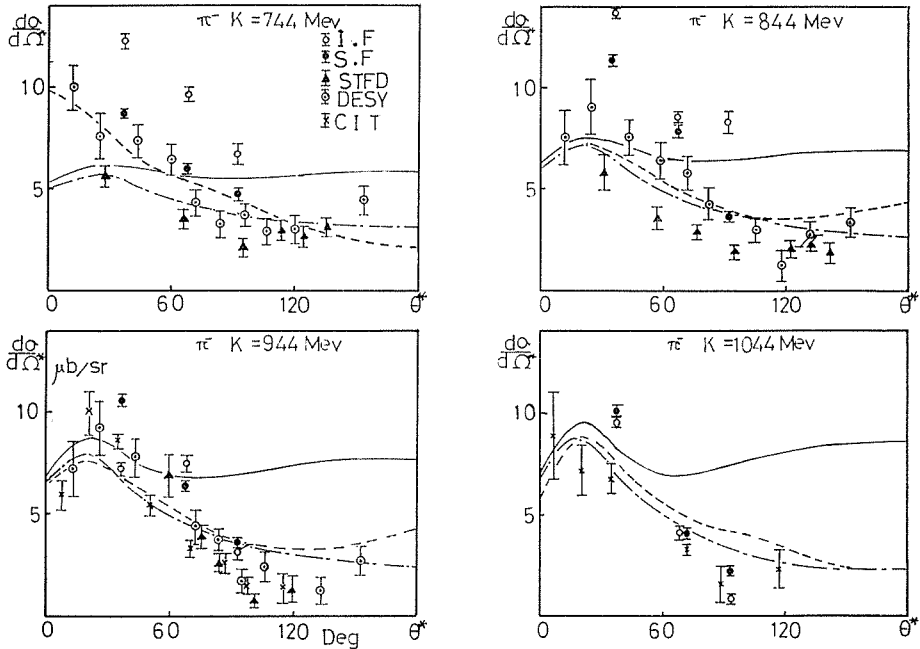 dσ
dΩ*
π⁻ K = 744 Mev
I.F
S.F
STFD
DESY
CIT
10
5
0
60
120
θ*
dσ
dΩ*
π⁻ K = 844 Mev
10
5
0
60
120
θ*
dσ
dΩ*
μb/sr
π⁻ K = 944 Mev
10
5
0
60
120
θ*
Deg
dσ
dΩ*
π⁻ K = 1044 Mev
10
5
0
60
120
θ*